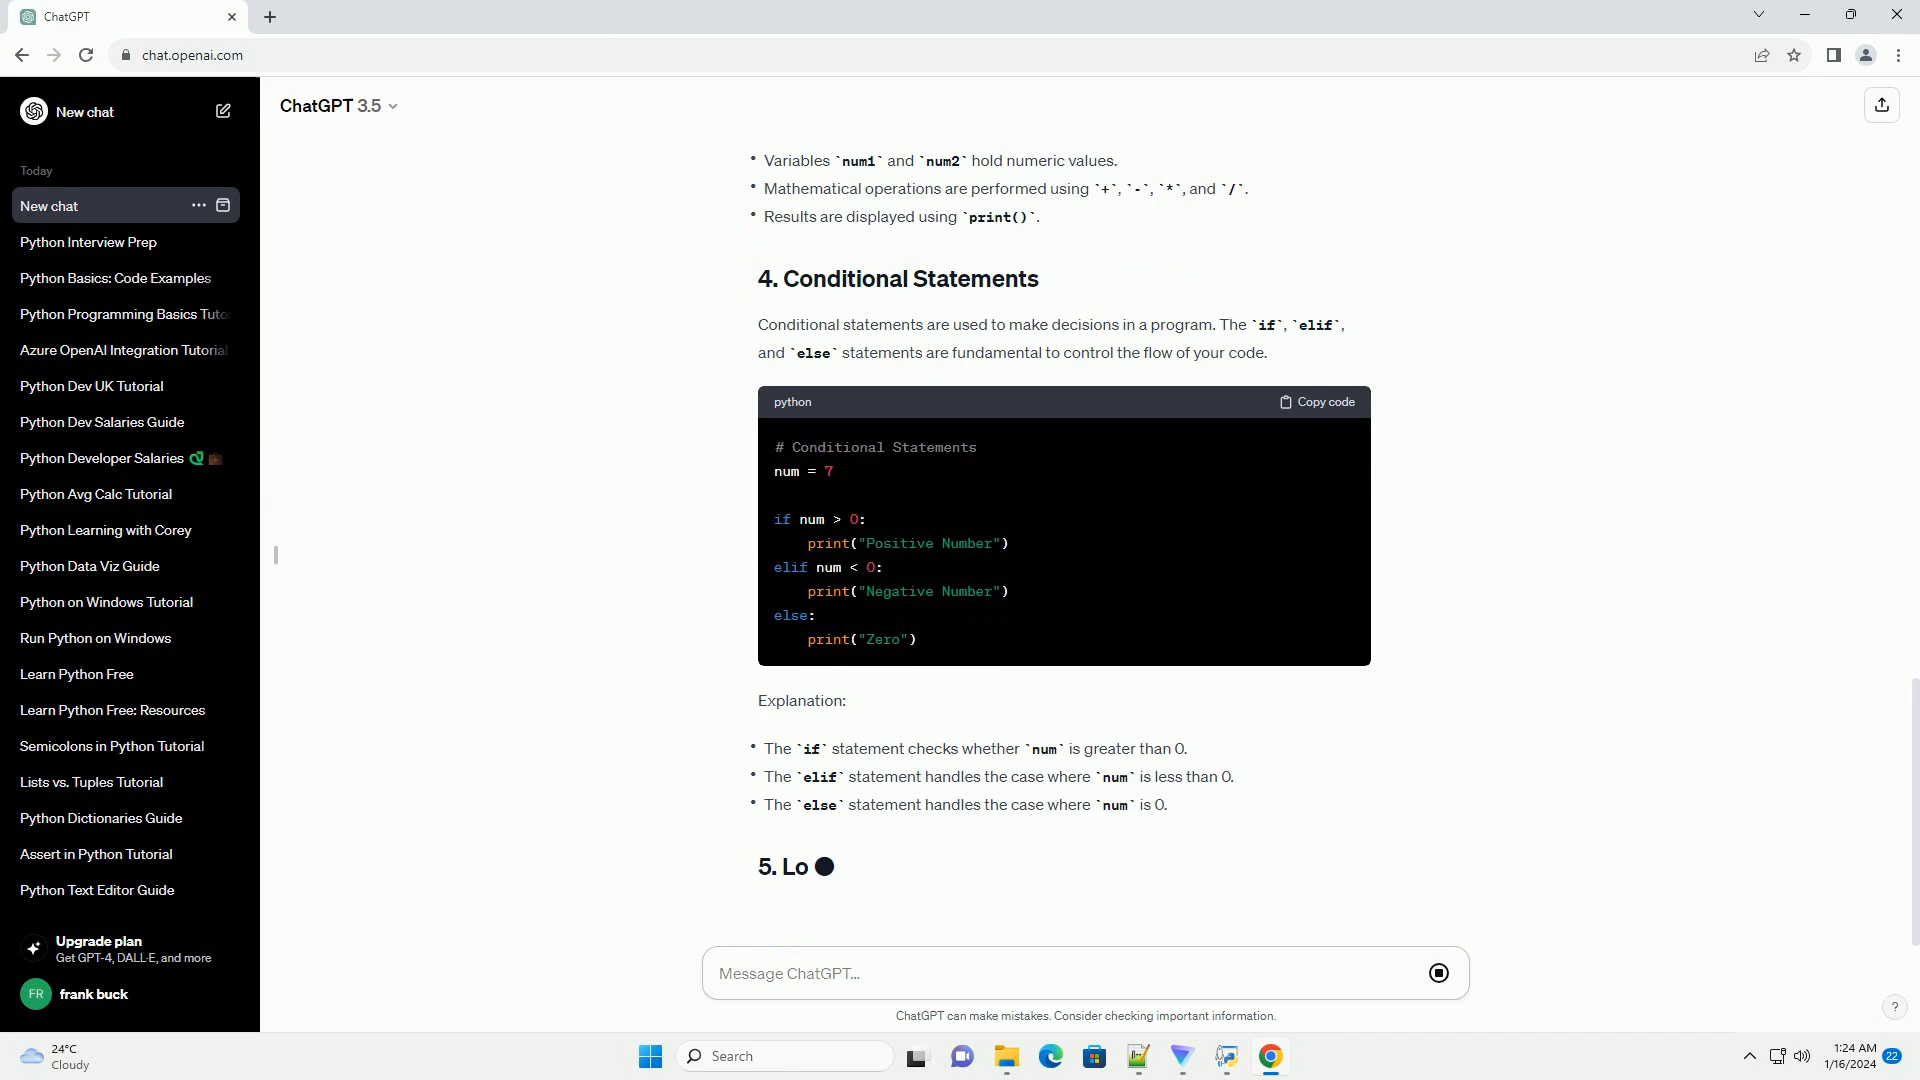 ChatGPT
chat.openai.com
New chat
ChatGPT 3.5
Today
New chat
Python Interview Prep
Python Basics: Code Examples
Python Programming Basics Tuto
Azure OpenAI Integration Tutorial
Python Dev UK Tutorial
Python Dev Salaries Guide
Python Developer Salaries
Python Avg Calc Tutorial
Python Learning with Corey
Python Data Viz Guide
Python on Windows Tutorial
Run Python on Windows
Learn Python Free
Learn Python Free: Resources
Semicolons in Python Tutorial
Lists vs. Tuples Tutorial
Python Dictionaries Guide
Assert in Python Tutorial
Python Text Editor Guide
Upgrade plan
Get GPT-4, DALL·E, and more
FR frank buck
• Variables `num1` and `num2` hold numeric values.
• Mathematical operations are performed using `+`, `-`, `*`, and `/`.
• Results are displayed using `print()`.
4. Conditional Statements
Conditional statements are used to make decisions in a program. The `if`, `elif`,
and `else` statements are fundamental to control the flow of your code.
python Copy code
# Conditional Statements
num = 7
if num > 0:
    print("Positive Number")
elif num < 0:
    print("Negative Number")
else:
    print("Zero")
Explanation:
• The `if` statement checks whether `num` is greater than 0.
• The `elif` statement handles the case where `num` is less than 0.
• The `else` statement handles the case where `num` is 0.
5. Lo
Message ChatGPT...
ChatGPT can make mistakes. Consider checking important information.
?
24°C
Cloudy
Search
1:24 AM
1/16/2024
22